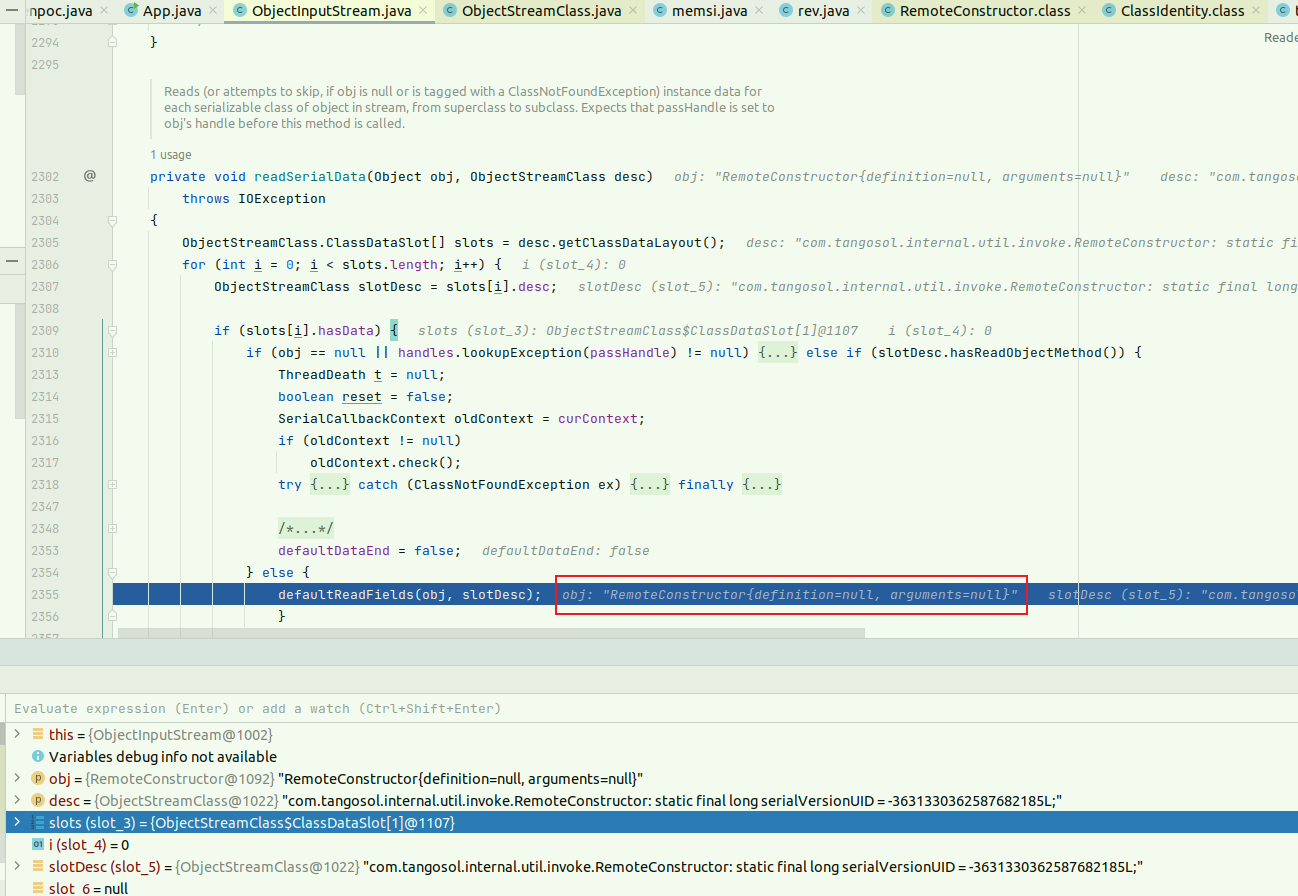 npoc.java × App.java × ObjectInputStream.java × ObjectStreamClass.java × memsi.java × rev.java × RemoteConstructor.class × ClassIdentity.class ×
2294 }
Reade
2295
Reads (or attempts to skip, if obj is null or is tagged with a ClassNotFoundException) instance data for
each serializable class of object in stream, from superclass to subclass. Expects that passHandle is set to
obj's handle before this method is called.
1 usage
2302 @ private void readSerialData(Object obj, ObjectStreamClass desc) obj: "RemoteConstructor{definition=null, arguments=null}" desc: "com.tangos
2303 throws IOException
2304 {
2305 ObjectStreamClass.ClassDataSlot[] slots = desc.getClassDataLayout(); desc: "com.tangosol.internal.util.invoke.RemoteConstructor: static fi
2306 for (int i = 0; i < slots.length; i++) { i (slot_4): 0
2307 ObjectStreamClass slotDesc = slots[i].desc; slotDesc (slot_5): "com.tangosol.internal.util.invoke.RemoteConstructor: static final long
2308
2309 if (slots[i].hasData) { slots (slot_3): ObjectStreamClass$ClassDataSlot[1]@1107 i (slot_4): 0
2310 if (obj == null || handles.lookupException(passHandle) != null) {...} else if (slotDesc.hasReadObjectMethod()) {
2313 ThreadDeath t = null;
2314 boolean reset = false;
2315 SerialCallbackContext oldContext = curContext;
2316 if (oldContext != null)
2317 oldContext.check();
2318 try {...} catch (ClassNotFoundException ex) {...} finally {...}
2347
2348 /*...*/
2353 defaultDataEnd = false; defaultDataEnd: false
2354 } else {
2355 defaultReadFields(obj, slotDesc); obj: "RemoteConstructor{definition=null, arguments=null}" slotDesc (slot_5): "com.tangoso
2356 }
2357
Evaluate expression (Enter) or add a watch (Ctrl+Shift+Enter)
this = {ObjectInputStream@1002}
Variables debug info not available
obj = {RemoteConstructor@1092} "RemoteConstructor{definition=null, arguments=null}"
desc = {ObjectStreamClass@1022} "com.tangosol.internal.util.invoke.RemoteConstructor: static final long serialVersionUID = -3631330362587682185L;"
slots (slot_3) = {ObjectStreamClass$ClassDataSlot[1]@1107}
i (slot_4) = 0
slotDesc (slot_5) = {ObjectStreamClass@1022} "com.tangosol.internal.util.invoke.RemoteConstructor: static final long serialVersionUID = -3631330362587682185L;"
slot_6 = null